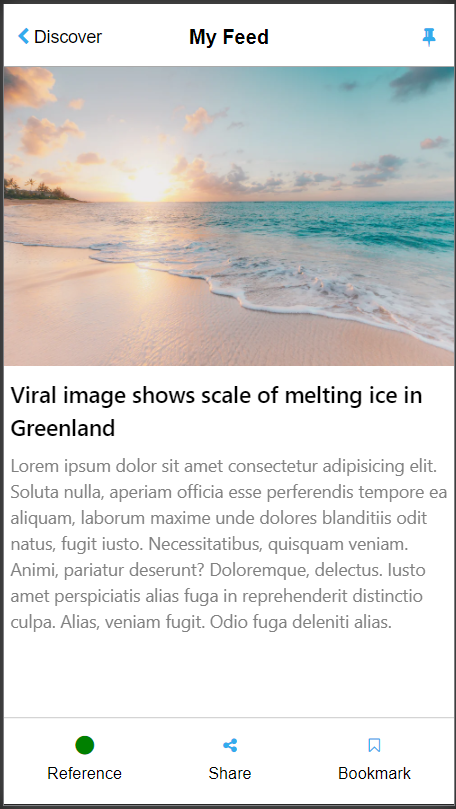 Discover
My Feed
Viral image shows scale of melting ice in
Greenland
Lorem ipsum dolor sit amet consectetur adipisicing elit.
Soluta nulla, aperiam officia esse perferendis tempore ea
aliquam, laborum maxime unde dolores blanditiis odit
natus, fugit iusto. Necessitatibus, quisquam veniam.
Animi, pariatur deserunt? Doloremque, delectus. Iusto
amet perspiciatis alias fuga in reprehenderit distinctio
culpa. Alias, veniam fugit. Odio fuga deleniti alias.
Reference
Share
Bookmark